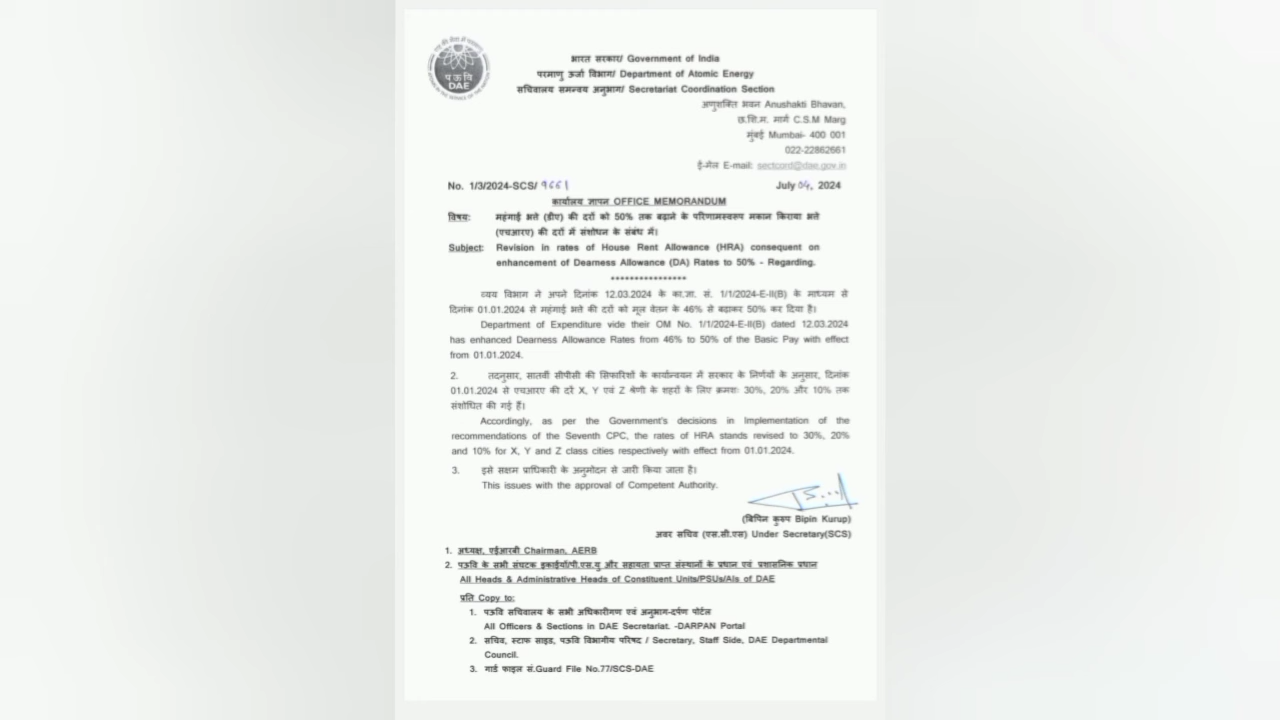 पऊवि
DAE
भारत सरकार/ Government of India
परमाणु ऊर्जा विभाग/ Department of Atomic Energy
सचिवालय समन्वय अनुभाग/ Secretariat Coordination Section
अणुशक्ति भवन Anushakti Bhavan,
छ.शि.म. मार्ग C.S.M Marg
मुंबई Mumbai- 400 001
022-22862661
ई-मेल E-mail: sectcord@dae.gov.in
No. 1/3/2024-SCS/ 9661
July 04, 2024
कार्यालय ज्ञापन OFFICE MEMORANDUM
विषय: महंगाई भत्ते (डीए) की दरों को 50% तक बढ़ाने के परिणामस्वरूप मकान किराया भत्ते
(एचआरए) की दरों में संशोधन के संबंध में।
Subject: Revision in rates of House Rent Allowance (HRA) consequent on
enhancement of Dearness Allowance (DA) Rates to 50% - Regarding.
****************
व्यय विभाग ने अपने दिनांक 12.03.2024 के का.ज्ञा. सं. 1/1/2024-E-II(B) के माध्यम से
दिनांक 01.01.2024 से महंगाई भत्ते की दरों को मूल वेतन के 46% से बढ़ाकर 50% कर दिया है।
Department of Expenditure vide their OM No. 1/1/2024-E-II(B) dated 12.03.2024
has enhanced Dearness Allowance Rates from 46% to 50% of the Basic Pay with effect
from 01.01.2024.
2. तदनुसार, सातवीं सीपीसी की सिफारिशों के कार्यान्वयन में सरकार के निर्णयों के अनुसार, दिनांक
01.01.2024 से एचआरए की दरें X, Y एवं Z श्रेणी के शहरों के लिए क्रमशः 30%, 20% और 10% तक
संशोधित की गई हैं।
Accordingly, as per the Government's decisions in Implementation of the
recommendations of the Seventh CPC, the rates of HRA stands revised to 30%, 20%
and 10% for X, Y and Z class cities respectively with effect from 01.01.2024.
3. इसे सक्षम प्राधिकारी के अनुमोदन से जारी किया जाता है।
This issues with the approval of Competent Authority.
(बिपिन कुरुप Bipin Kurup)
अवर सचिव (एस.सी.एस) Under Secretary(SCS)
1. अध्यक्ष, एईआरबी Chairman, AERB
2. पऊवि के सभी संघटक इकाईयों/पी.एस.यु और सहायता प्राप्त संस्थानों के प्रधान एवं प्रशासनिक प्रधान
All Heads & Administrative Heads of Constituent Units/PSUs/AIs of DAE
प्रति Copy to:
1. पऊवि सचिवालय के सभी अधिकारीगण एवं अनुभाग-दर्पण पोर्टल
All Officers & Sections in DAE Secretariat. -DARPAN Portal
2. सचिव, स्टाफ साइड, पऊवि विभागीय परिषद / Secretary, Staff Side, DAE Departmental
Council.
3. गार्ड फाइल सं.Guard File No.77/SCS-DAE